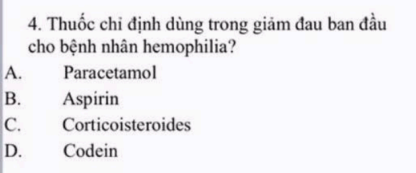 4. Thuốc chỉ định dùng trong giảm đau ban đầu
cho bệnh nhân hemophilia?
A. Paracetamol
B. Aspirin
C. Corticoisteroides
D. Codein